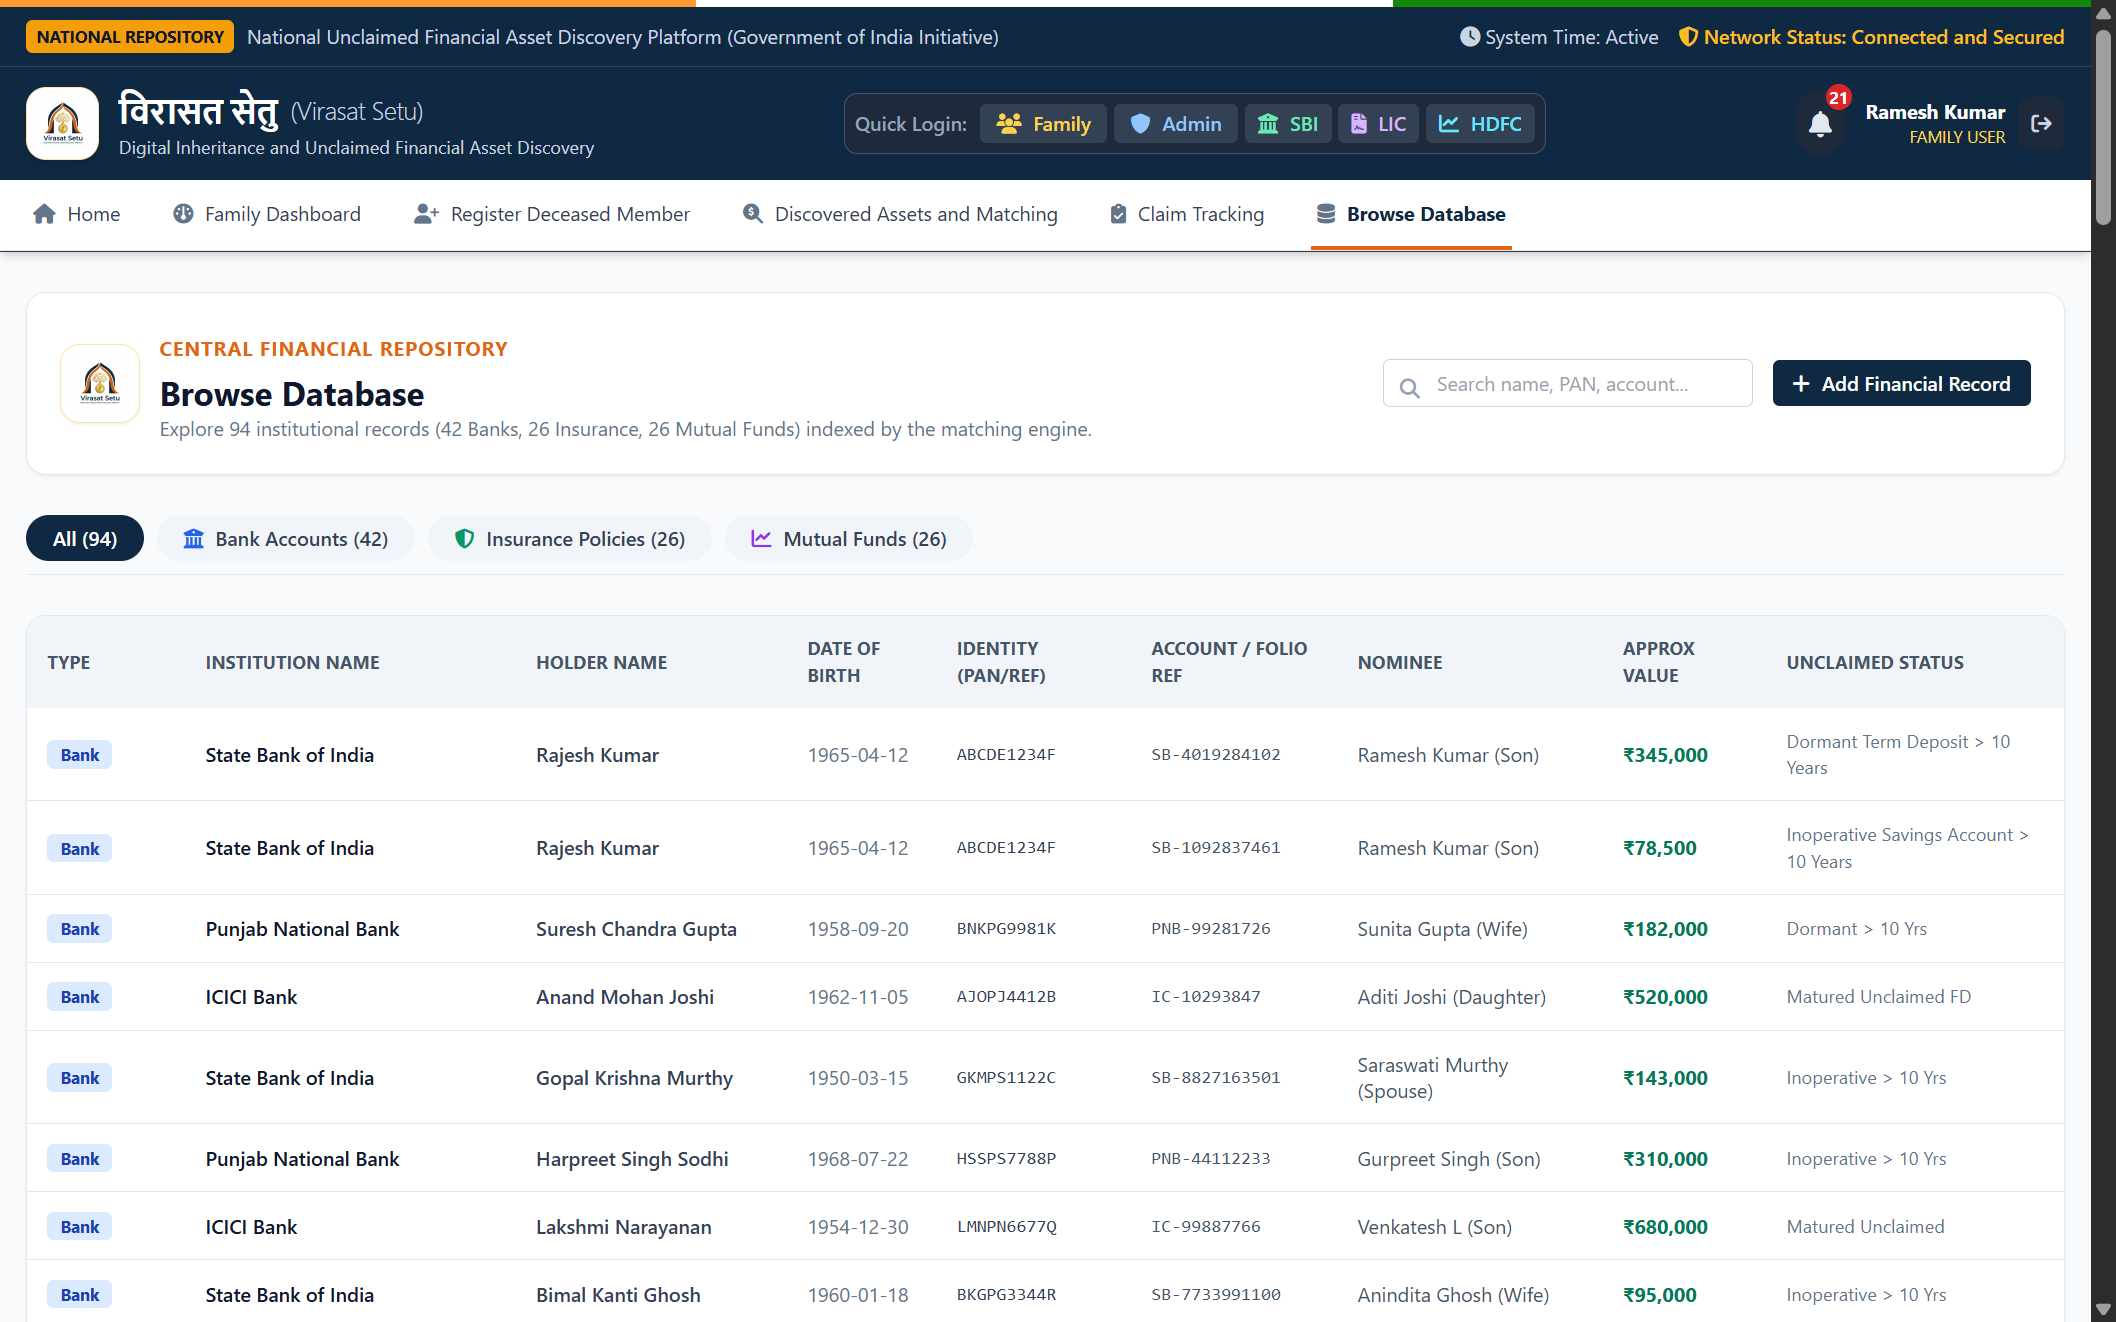 NATIONAL REPOSITORY National Unclaimed Financial Asset Discovery Platform (Government of India Initiative) System Time: Active Network Status: Connected and Secured
विरासत सेतु (Virasat Setu)
Digital Inheritance and Unclaimed Financial Asset Discovery
Virasat Setu
Quick Login: Family Admin SBI LIC HDFC
21
Ramesh Kumar
FAMILY USER
Home Family Dashboard Register Deceased Member Discovered Assets and Matching Claim Tracking Browse Database
Virasat Setu
CENTRAL FINANCIAL REPOSITORY
Browse Database
Explore 94 institutional records (42 Banks, 26 Insurance, 26 Mutual Funds) indexed by the matching engine.
Search name, PAN, account...
+ Add Financial Record
All (94) Bank Accounts (42) Insurance Policies (26) Mutual Funds (26)
TYPE INSTITUTION NAME HOLDER NAME DATE OF BIRTH IDENTITY (PAN/REF) ACCOUNT / FOLIO REF NOMINEE APPROX VALUE UNCLAIMED STATUS
Bank State Bank of India Rajesh Kumar 1965-04-12 ABCDE1234F SB-4019284102 Ramesh Kumar (Son) ₹345,000 Dormant Term Deposit > 10 Years
Bank State Bank of India Rajesh Kumar 1965-04-12 ABCDE1234F SB-1092837461 Ramesh Kumar (Son) ₹78,500 Inoperative Savings Account > 10 Years
Bank Punjab National Bank Suresh Chandra Gupta 1958-09-20 BNKPG9981K PNB-99281726 Sunita Gupta (Wife) ₹182,000 Dormant > 10 Yrs
Bank ICICI Bank Anand Mohan Joshi 1962-11-05 AJOPJ4412B IC-10293847 Aditi Joshi (Daughter) ₹520,000 Matured Unclaimed FD
Bank State Bank of India Gopal Krishna Murthy 1950-03-15 GKMPS1122C SB-8827163501 Saraswati Murthy (Spouse) ₹143,000 Inoperative > 10 Yrs
Bank Punjab National Bank Harpreet Singh Sodhi 1968-07-22 HSSPS7788P PNB-44112233 Gurpreet Singh (Son) ₹310,000 Inoperative > 10 Yrs
Bank ICICI Bank Lakshmi Narayanan 1954-12-30 LMNPN6677Q IC-99887766 Venkatesh L (Son) ₹680,000 Matured Unclaimed
Bank State Bank of India Bimal Kanti Ghosh 1960-01-18 BKGPG3344R SB-7733991100 Anindita Ghosh (Wife) ₹95,000 Inoperative > 10 Yrs